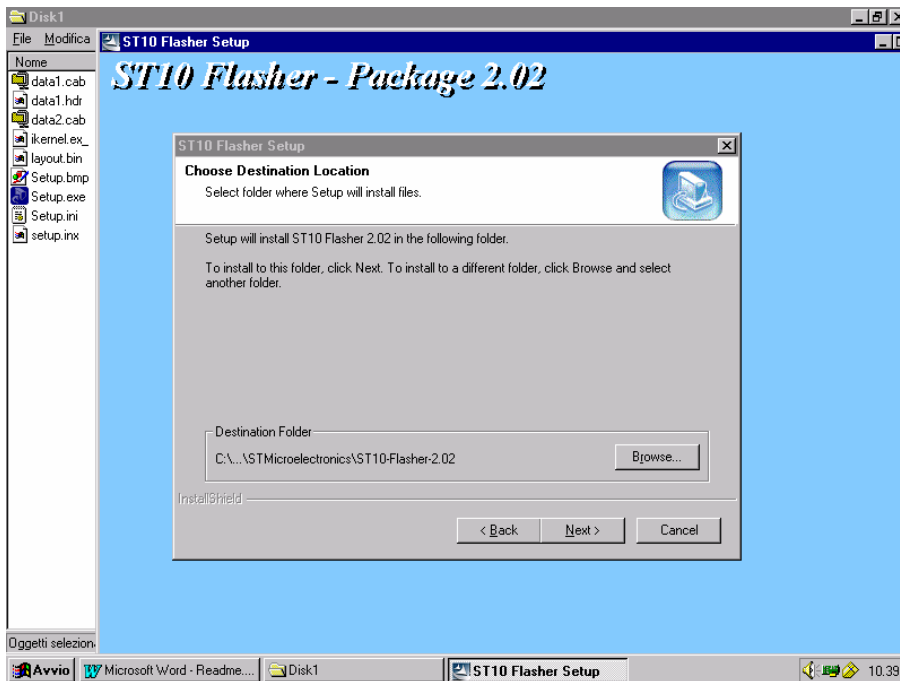 Disk1
File Modifica
Nome
data1.cab
data1.hdr
data2.cab
ikernel.ex_
layout.bin
Setup.bmp
Setup.exe
Setup.ini
setup.inx
Oggetti selezion
ST10 Flasher Setup
ST10 Flasher - Package 2.02
ST10 Flasher Setup
Choose Destination Location
Select folder where Setup will install files.
Setup will install ST10 Flasher 2.02 in the following folder.
To install to this folder, click Next. To install to a different folder, click Browse and select
another folder.
Destination Folder
C:\...\STMicroelectronics\ST10-Flasher-2.02
Browse...
InstallShield
< Back Next > Cancel
Avvio Microsoft Word - Readme.... Disk1 ST10 Flasher Setup 10.39